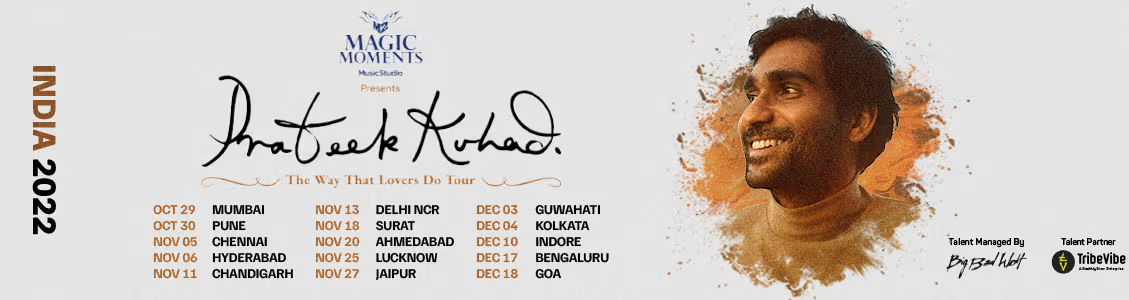 INDIA 2022
M2
MAGIC
MOMENTS
MusicStudio
Presents
Prateek Kuhad.
The Way That Lovers Do Tour
OCT 29 MUMBAI
OCT 30 PUNE
NOV 05 CHENNAI
NOV 06 HYDERABAD
NOV 11 CHANDIGARH
NOV 13 DELHI NCR
NOV 18 SURAT
NOV 20 AHMEDABAD
NOV 25 LUCKNOW
NOV 27 JAIPUR
DEC 03 GUWAHATI
DEC 04 KOLKATA
DEC 10 INDORE
DEC 17 BENGALURU
DEC 18 GOA
Talent Managed By
Big Bad Wolf
Talent Partner
TribeVibe